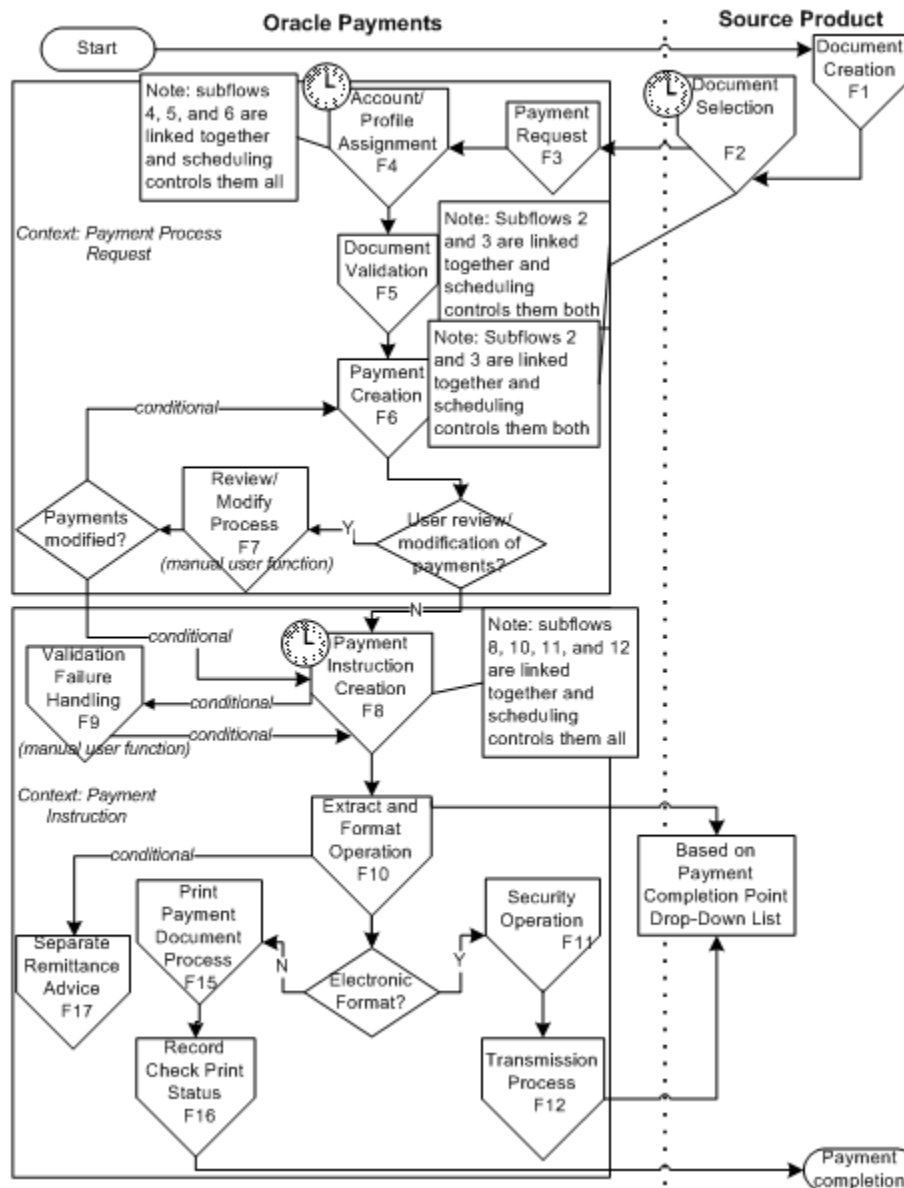 Oracle Payments
Source Product
Start
Document
Creation
F1
Note: subflows
4, 5, and 6 are
linked together
and scheduling
controls them all
Account/
Profile
Assignment
F4
Payment
Request
F3
Document
Selection
F2
Context: Payment Process
Request
Document
Validation
F5
Note: Subflows 2
and 3 are linked
together and
scheduling
controls them both
Note: Subflows 2
and 3 are linked
together and
scheduling
controls them both
Payment
Creation
F6
conditional
Payments
modified?
Review/
Modify
Process
F7
(manual user function)
Y
User review/
modification of
payments?
N
conditional
Payment
Instruction
Creation
F8
Note: subflows
8, 10, 11, and 12
are linked
together and
scheduling
controls them all
Validation
Failure
Handling
F9
(manual user function)
conditional
conditional
Context: Payment
Instruction
Extract and
Format
Operation
F10
conditional
Based on
Payment
Completion Point
Drop-Down List
Separate
Remittance
Advice
F17
Print
Payment
Document
Process
F15
N
Electronic
Format?
Y
Security
Operation
F11
Record
Check Print
Status
F16
Transmission
Process
F12
Payment
completion